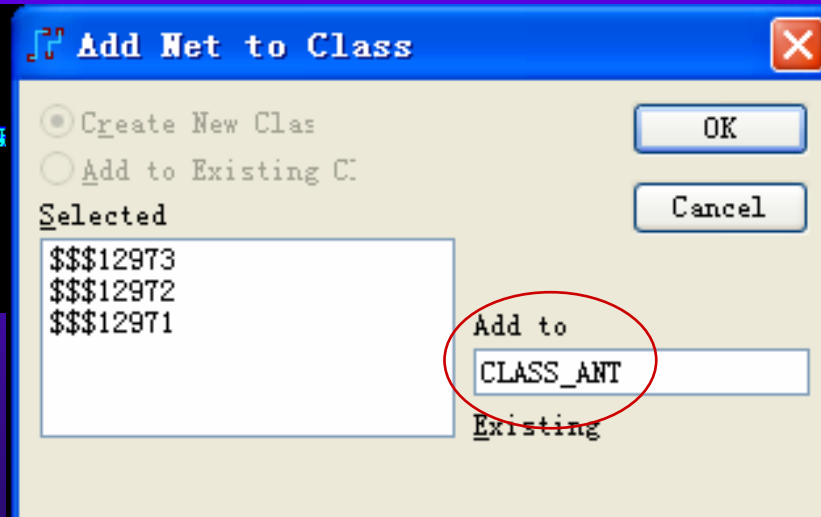 Add Net to Class
Create New Clas
Add to Existing C
OK
Cancel
Selected
$$$12973
$$$12972
$$$12971
Add to
CLASS_ANT
Existing